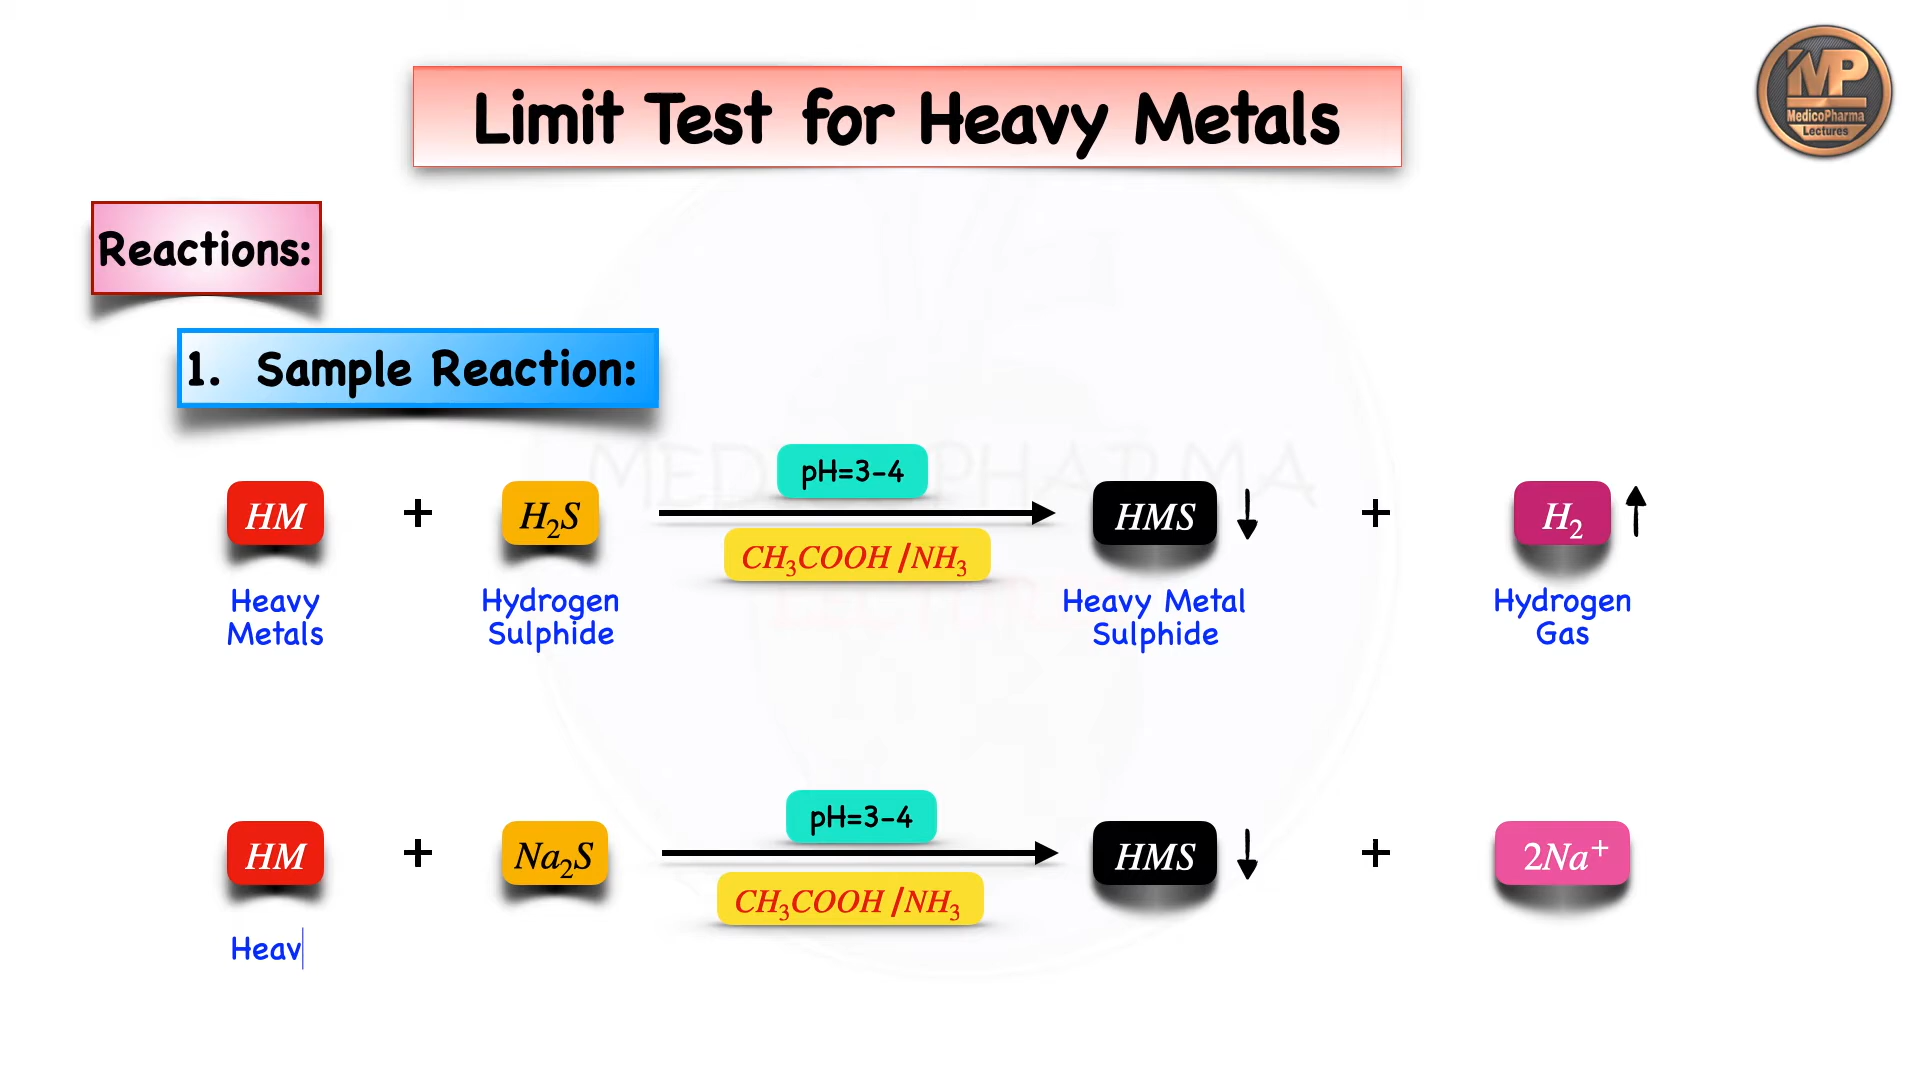 Limit Test for Heavy Metals
MP
MedicoPharma
Lectures
Reactions:
1. Sample Reaction:
MEDICOPHARMA
pH=3-4
HM + H₂S HMS ↓ + H₂ ↑
CH₃COOH /NH₃
Heavy Metals
Hydrogen Sulphide
Heavy Metal Sulphide
Hydrogen Gas
pH=3-4
HM + Na₂S HMS ↓ + 2Na⁺
CH₃COOH /NH₃
Heav